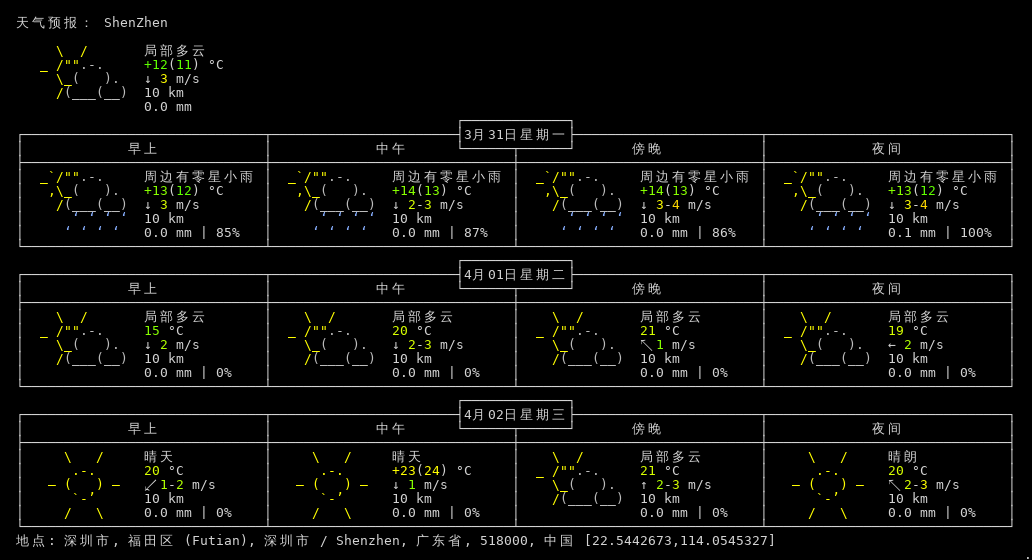 天气预报： ShenZhen
局部多云
+12(11) °C
↓ 3 m/s
10 km
0.0 mm
3月31日星期一
早上 中午 傍晚 夜间
周边有零星小雨 周边有零星小雨 周边有零星小雨 周边有零星小雨
+13(12) °C +14(13) °C +14(13) °C +13(12) °C
↓ 3 m/s ↓ 2-3 m/s ↓ 3-4 m/s ↓ 3-4 m/s
10 km 10 km 10 km 10 km
0.0 mm | 85% 0.0 mm | 87% 0.0 mm | 86% 0.1 mm | 100%
4月01日星期二
早上 中午 傍晚 夜间
局部多云 局部多云 局部多云 局部多云
15 °C 20 °C 21 °C 19 °C
↓ 2 m/s ↓ 2-3 m/s ↖ 1 m/s ← 2 m/s
10 km 10 km 10 km 10 km
0.0 mm | 0% 0.0 mm | 0% 0.0 mm | 0% 0.0 mm | 0%
4月02日星期三
早上 中午 傍晚 夜间
晴天 晴天 局部多云 晴朗
20 °C +23(24) °C 21 °C 20 °C
↙ 1-2 m/s ↓ 1 m/s ↑ 2-3 m/s ↖ 2-3 m/s
10 km 10 km 10 km 10 km
0.0 mm | 0% 0.0 mm | 0% 0.0 mm | 0% 0.0 mm | 0%
地点: 深圳市, 福田区 (Futian), 深圳市 / Shenzhen, 广东省, 518000, 中国 [22.5442673,114.0545327]